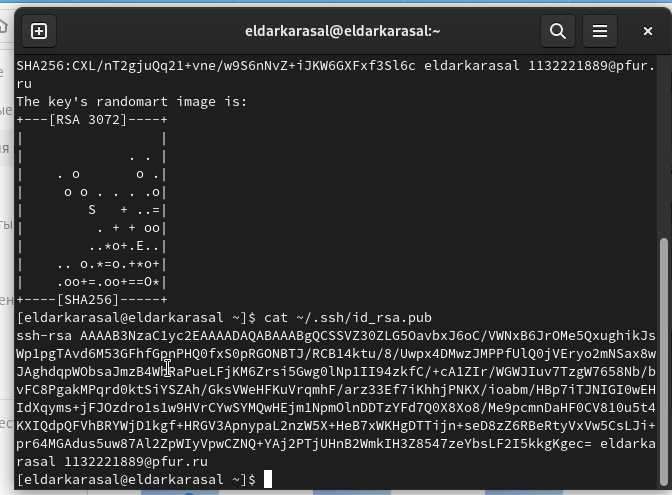 eldarkarasal@eldarkarasal:~
SHA256:CXL/nT2gjuQq21+vne/w9S6nNvZ+iJKW6GXFxf3Sl6c eldarkarasal 1132221889@pfur.
ru
The key's randomart image is:
+---[RSA 3072]----+
|                 |
|              . . |
|    . o       o .|
|     o o . . . .o|
|        S   + ..=|
|         . + + oo|
|        ..*o+.E..|
|    .. o.*=o.+*o+|
|    .oo+=.oo+==O*|
+----[SHA256]-----+
[eldarkarasal@eldarkarasal ~]$ cat ~/.ssh/id_rsa.pub
ssh-rsa AAAAB3NzaC1yc2EAAAADAQABAAABgQCSSVZ30ZLG5OavbxJ6oC/VWNxB6JrOMe5QxughikJs
Wp1pgTAvd6M53GFhfGpnPHQ0fxS0pRGONBTJ/RCB14ktu/8/Uwpx4DMwzJMPPfUlQ0jVEryo2mNSax8w
JAghdqpWObsaJmzB4WhIRaPueLFjKM6Zrsi5Gwg0lNp1II94zkfC/+cA1ZIr/WGWJIuv7TzgW7658Nb/b
vFC8PgakMPqrd0ktSiYSZAh/GksVWeHFKuVrqmhF/arz33Ef7iKhhjPNKX/ioabm/HBp7iTJNIGI0wEH
IdXqyms+jFJOzdro1s1w9HVrCYwSYMQwHEjm1NpmOlnDDTzYFd7Q0X8Xo8/Me9pcmnDaHF0CV810u5t4
KXIQdpQFVhBRYWjD1kgf+HRGV3ApnypaL2nzW5X+HeB7xWKHgDTTijn+seD8zZ6RBeRtyVxVw5CsLJi+
pr64MGAdus5uw87Al2ZpWIyVpwCZNQ+YAj2PTjUHnB2WmkIH3Z8547zeYbsLF2I5kkgKgec= eldarka
rasal 1132221889@pfur.ru
[eldarkarasal@eldarkarasal ~]$